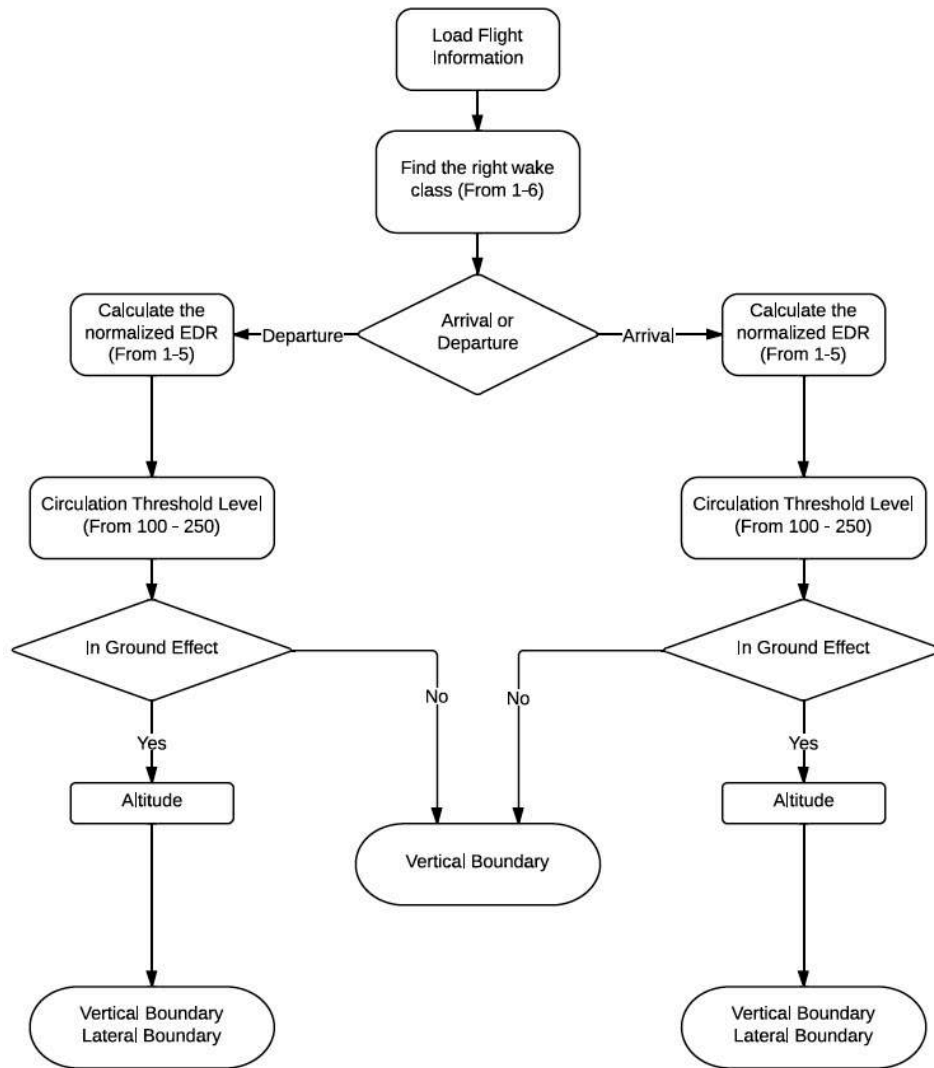 Load Flight
Information
Find the right wake
class (From 1-6)
Arrival or
Departure
Departure
Arrival
Calculate the
normalized EDR
(From 1-5)
Calculate the
normalized EDR
(From 1-5)
Circulation Threshold Level
(From 100 - 250)
Circulation Threshold Level
(From 100 - 250)
In Ground Effect
In Ground Effect
No
No
Yes
Yes
Altitude
Altitude
Vertical Boundary
Vertical Boundary
Lateral Boundary
Vertical Boundary
Lateral Boundary